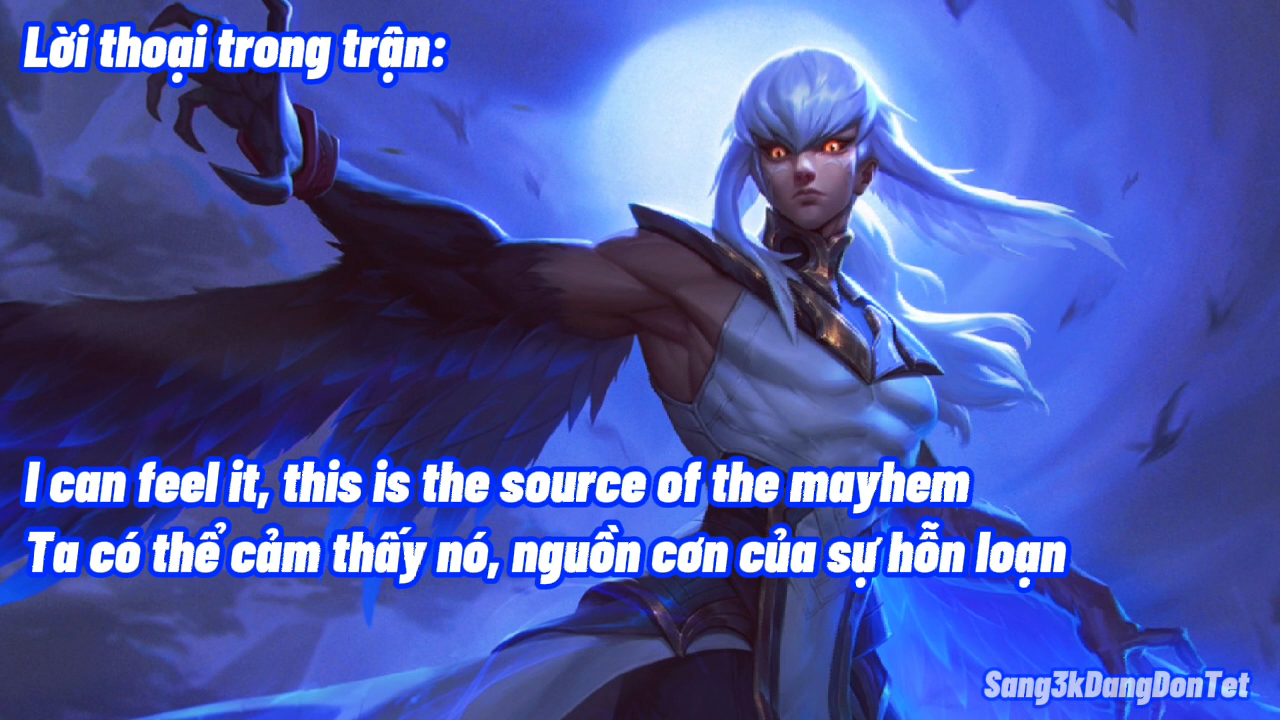 Lời thoại trong trận:
I can feel it, this is the source of the mayhem
Ta có thể cảm thấy nó, nguồn cơn của sự hỗn loạn
Sang3kDangDonTet